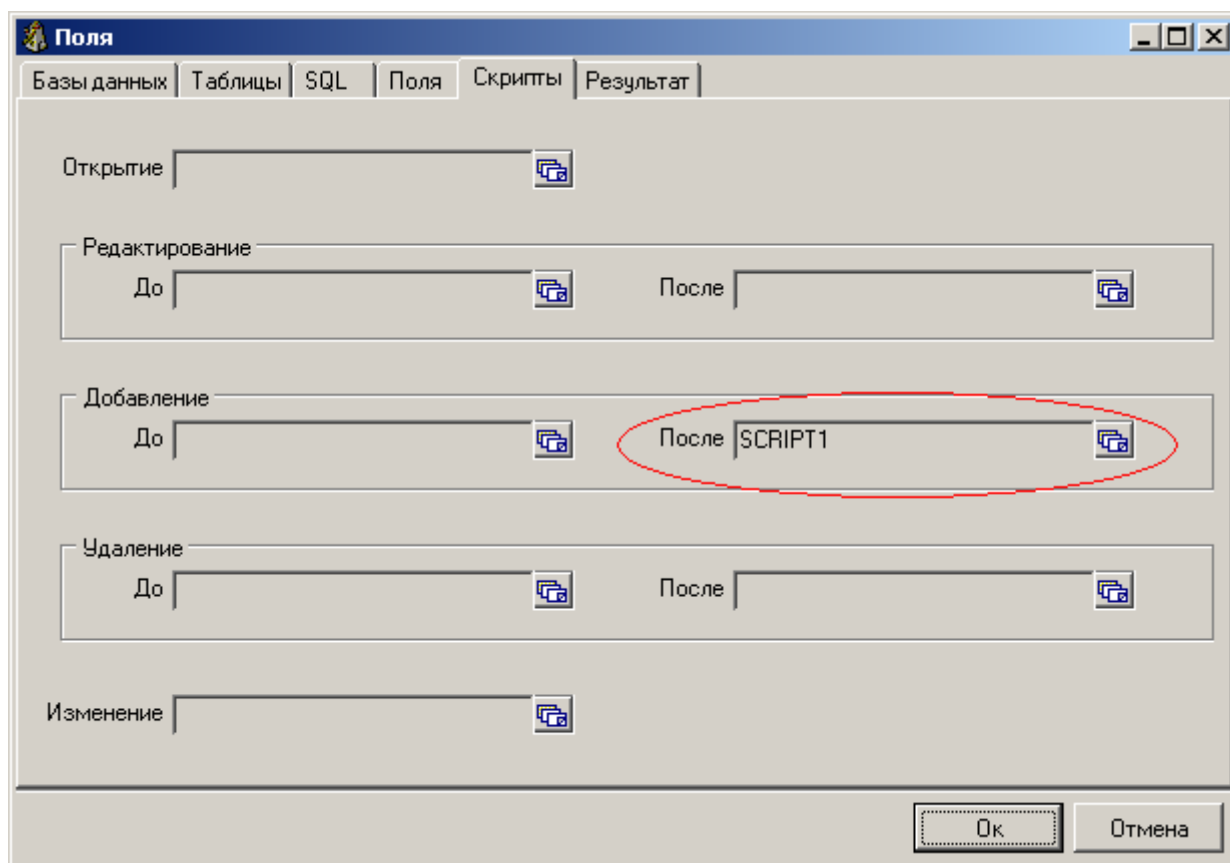 Поля
Базы данных Таблицы SQL Поля Скрипты Результат
Открытие
Редактирование
До После
Добавление
До После SCRIPT1
Удаление
До После
Изменение
Ок Отмена